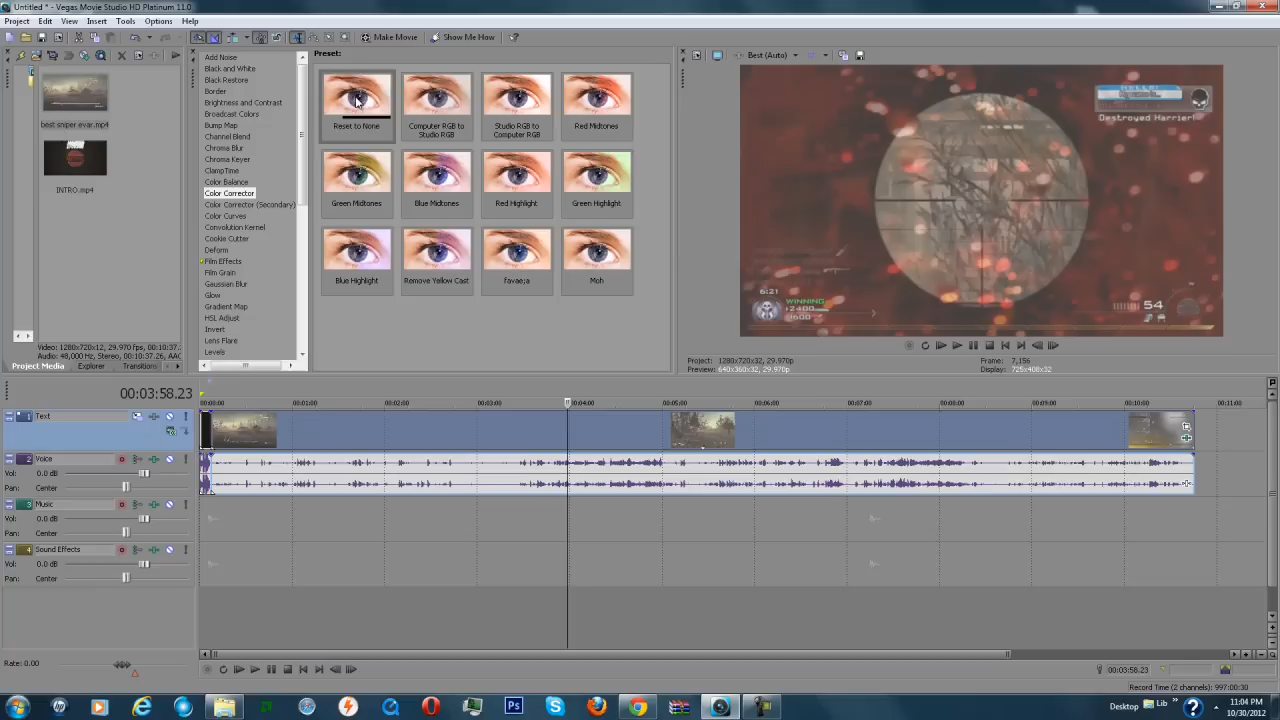 Untitled * - Vegas Movie Studio HD Platinum 11.0
Project Edit View Insert Tools Options Help
Make Movie
Show Me How
best sniper evar.mp4
INTRO.mp4
Video: 1280x720x12, 29.970p, 00:10:37.26
Audio: 48,000 Hz, Stereo, 00:10:37.26, AAC
Project Media Explorer Transitions
Add Noise
Black and White
Black Restore
Border
Brightness and Contrast
Broadcast Colors
Bump Map
Channel Blend
Chroma Blur
Chroma Keyer
ClampTime
Color Balance
Color Corrector
Color Corrector (Secondary)
Color Curves
Convolution Kernel
Cookie Cutter
Deform
Film Effects
Film Grain
Gaussian Blur
Glow
Gradient Map
HSL Adjust
Invert
Lens Flare
Levels
Preset:
Reset to None
Computer RGB to Studio RGB
Studio RGB to Computer RGB
Red Midtones
Green Midtones
Blue Midtones
Red Highlight
Green Highlight
Blue Highlight
Remove Yellow Cast
favae;a
Moh
Best (Auto)
Destroyed Harrier!
6:21
WINNING
2400
1600
54
Project: 1280x720x32, 29.970p
Preview: 640x360x32, 29.970p
Frame: 7,156
Display: 725x408x32
00:03:58.23
00:00:00 00:01:00 00:02:00 00:03:00 00:04:00 00:05:00 00:06:00 00:07:00 00:08:00 00:09:00 00:10:00 00:11:00
1 Text
2 Voice
Vol: 0.0 dB
Pan: Center
3 Music
Vol: 0.0 dB
Pan: Center
4 Sound Effects
Vol: 0.0 dB
Pan: Center
Rate: 0.00
00:03:58.23
Record Time (2 channels): 997:00:30
Desktop Lib
11:04 PM
10/30/2012